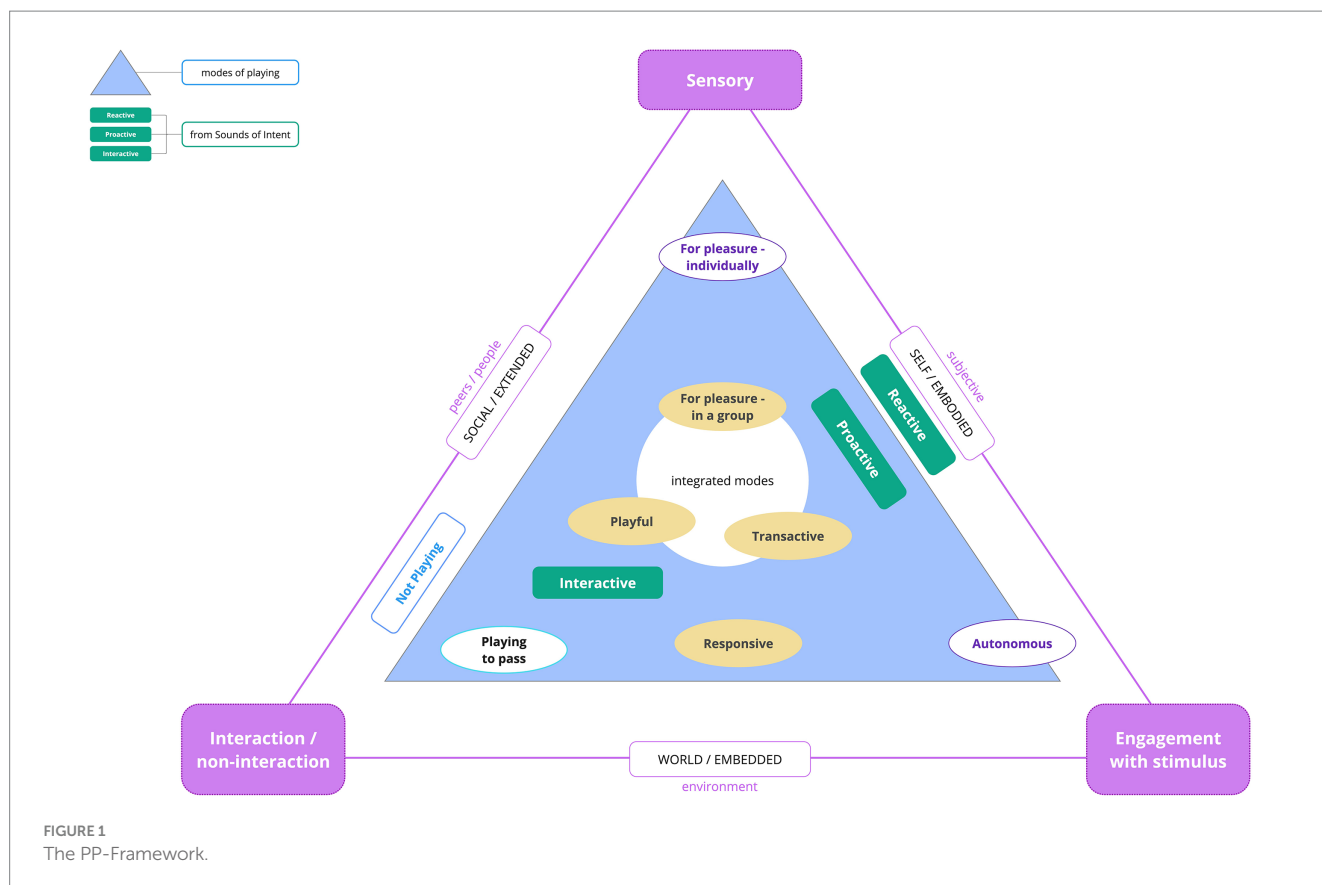 modes of playing
Reactive
Proactive
Interactive
from Sounds of Intent
Sensory
For pleasure -
individually
peers / people
SOCIAL / EXTENDED
subjective
SELF / EMBODIED
Reactive
Proactive
For pleasure -
in a group
integrated modes
Playful
Transactive
Not Playing
Interactive
Playing
to pass
Responsive
Autonomous
Interaction /
non-interaction
WORLD / EMBEDDED
environment
Engagement
with stimulus
FIGURE 1
The PP-Framework.